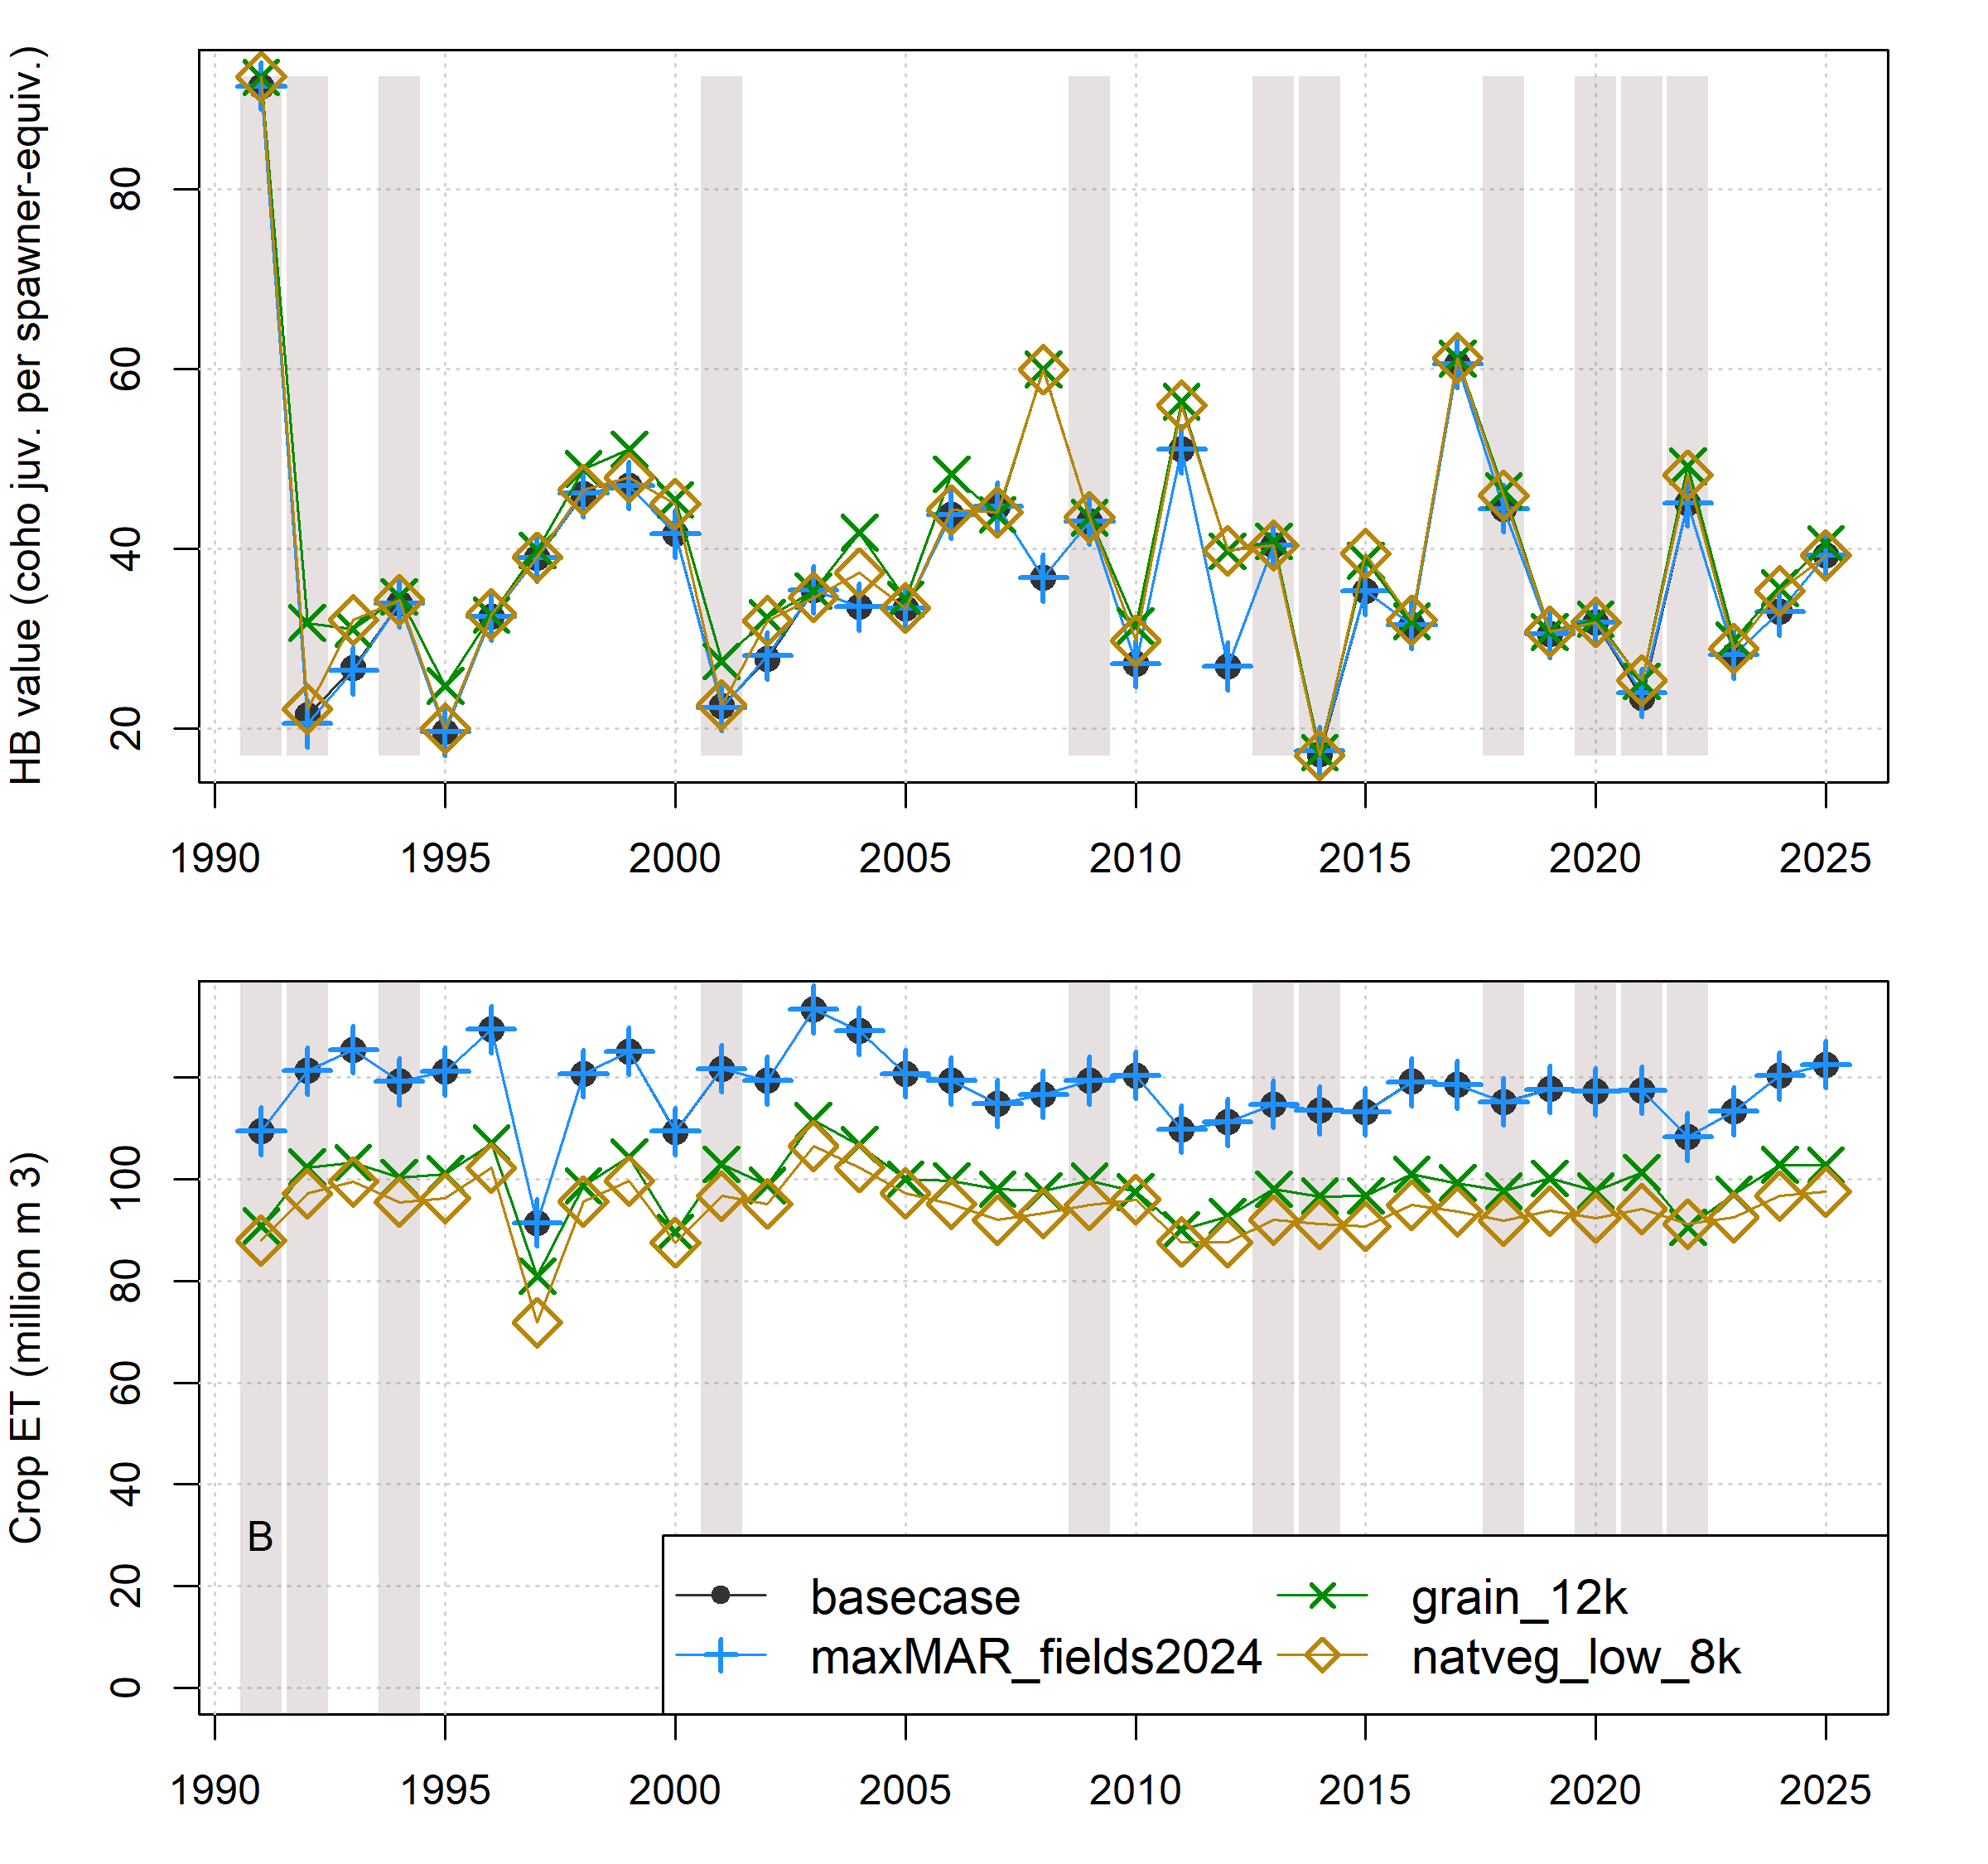 HB value (coho juv. per spawner-equiv.)
80
60
40
20
1990 1995 2000 2005 2010 2015 2020 2025
Crop ET (million m 3)
100
80
60
40
20
0
B
basecase
grain_12k
maxMAR_fields2024
natveg_low_8k
1990 1995 2000 2005 2010 2015 2020 2025